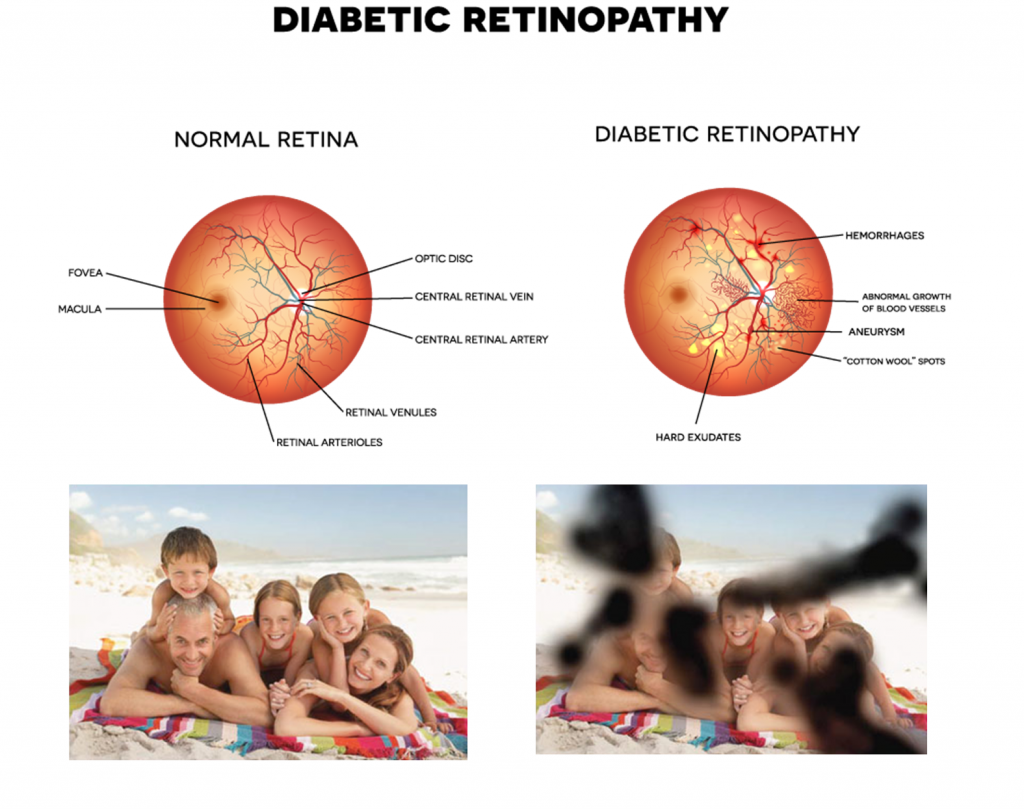 DIABETIC RETINOPATHY
NORMAL RETINA
FOVEA
MACULA
OPTIC DISC
CENTRAL RETINAL VEIN
CENTRAL RETINAL ARTERY
RETINAL VENULES
RETINAL ARTERIOLES
DIABETIC RETINOPATHY
HEMORRHAGES
ABNORMAL GROWTH
OF BLOOD VESSELS
ANEURYSM
"COTTON WOOL" SPOTS
HARD EXUDATES